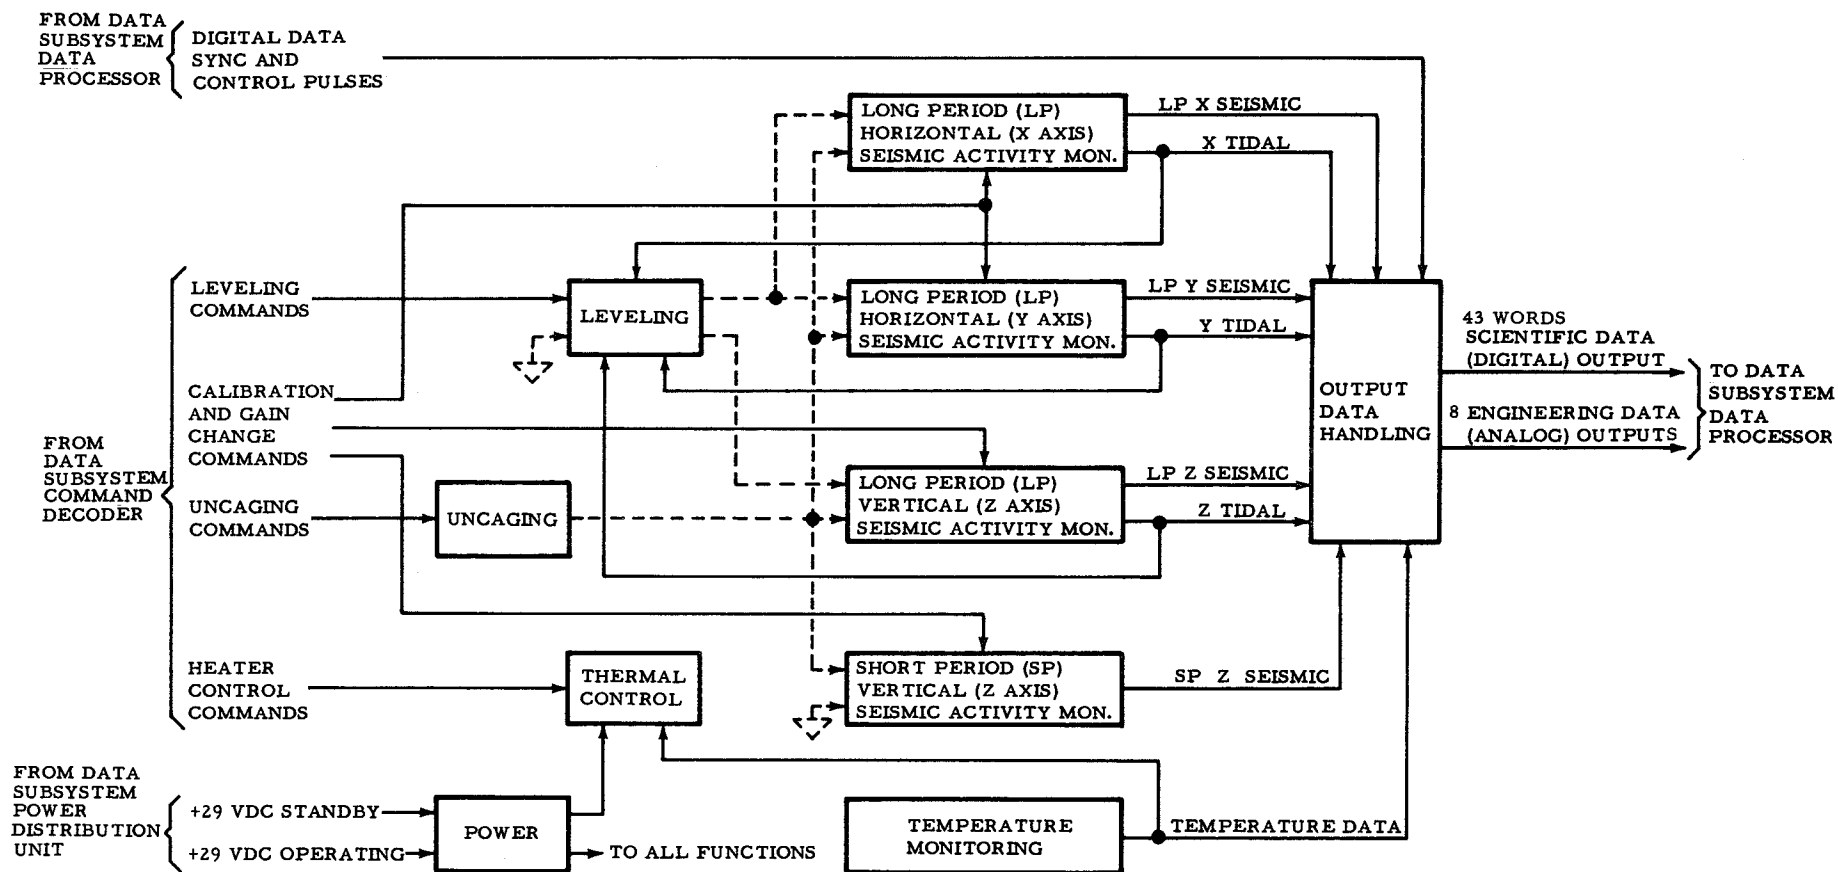 FROM DATA
SUBSYSTEM
DATA
PROCESSOR
DIGITAL DATA
SYNC AND
CONTROL PULSES
LONG PERIOD (LP)
HORIZONTAL (X AXIS)
SEISMIC ACTIVITY MON.
LP X SEISMIC
X TIDAL
FROM
DATA
SUBSYSTEM
COMMAND
DECODER
LEVELING
COMMANDS
LEVELING
LONG PERIOD (LP)
HORIZONTAL (Y AXIS)
SEISMIC ACTIVITY MON.
LP Y SEISMIC
Y TIDAL
CALIBRATION
AND GAIN
CHANGE
COMMANDS
OUTPUT
DATA
HANDLING
43 WORDS
SCIENTIFIC DATA
(DIGITAL) OUTPUT
8 ENGINEERING DATA
(ANALOG) OUTPUTS
TO DATA
SUBSYSTEM
DATA
PROCESSOR
UNCAGING
COMMANDS
UNCAGING
LONG PERIOD (LP)
VERTICAL (Z AXIS)
SEISMIC ACTIVITY MON.
LP Z SEISMIC
Z TIDAL
HEATER
CONTROL
COMMANDS
THERMAL
CONTROL
SHORT PERIOD (SP)
VERTICAL (Z AXIS)
SEISMIC ACTIVITY MON.
SP Z SEISMIC
FROM DATA
SUBSYSTEM
POWER
DISTRIBUTION
UNIT
+29 VDC STANDBY
+29 VDC OPERATING
POWER
TO ALL FUNCTIONS
TEMPERATURE
MONITORING
TEMPERATURE DATA